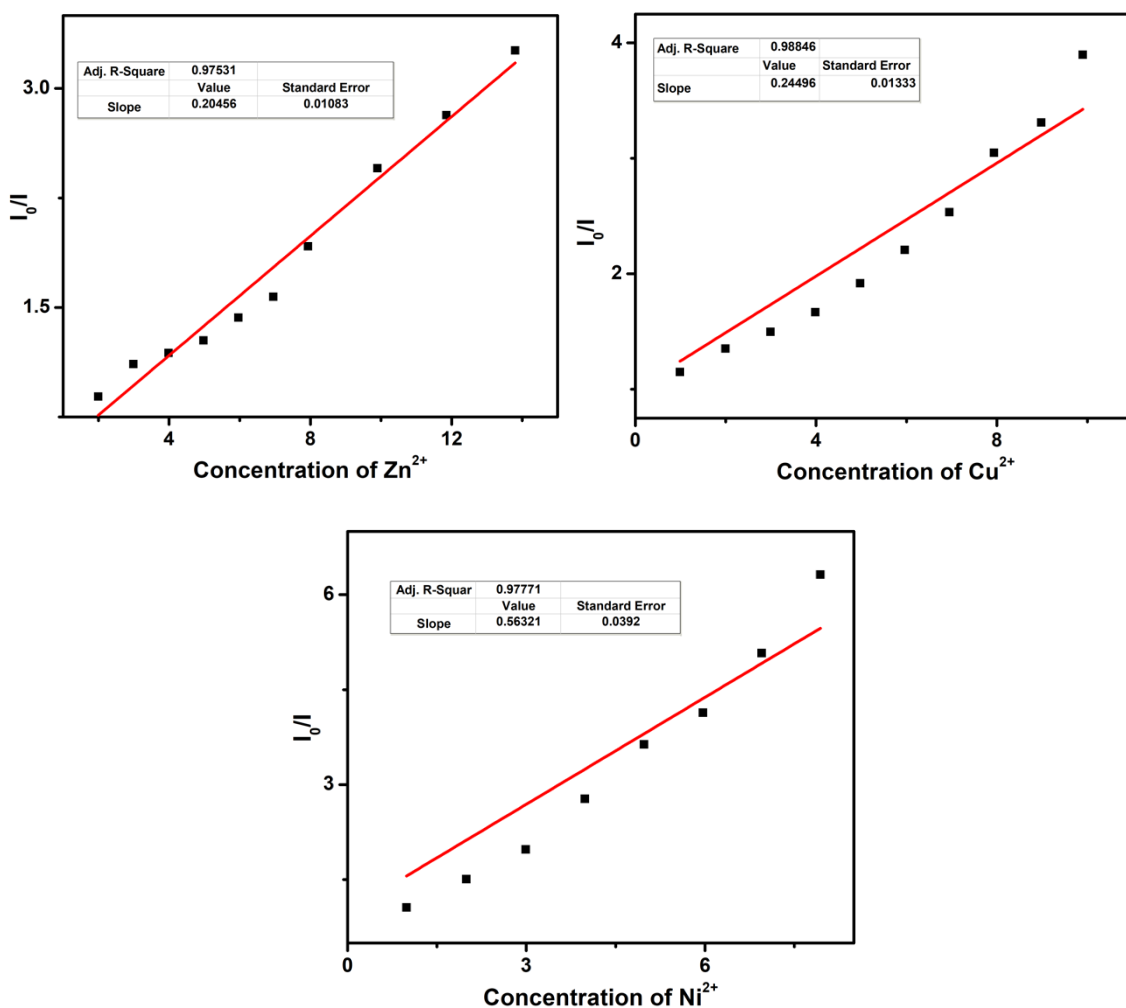 Adj. R-Square 0.97531
Value Standard Error
Slope 0.20456 0.01083
3.0
1.5
I₀/I
4 8 12
Concentration of Zn²⁺
Adj. R-Square 0.98846
Value Standard Error
Slope 0.24496 0.01333
4
2
I₀/I
0 4 8
Concentration of Cu²⁺
Adj. R-Squar 0.97771
Value Standard Error
Slope 0.56321 0.0392
6
3
I₀/I
0 3 6
Concentration of Ni²⁺